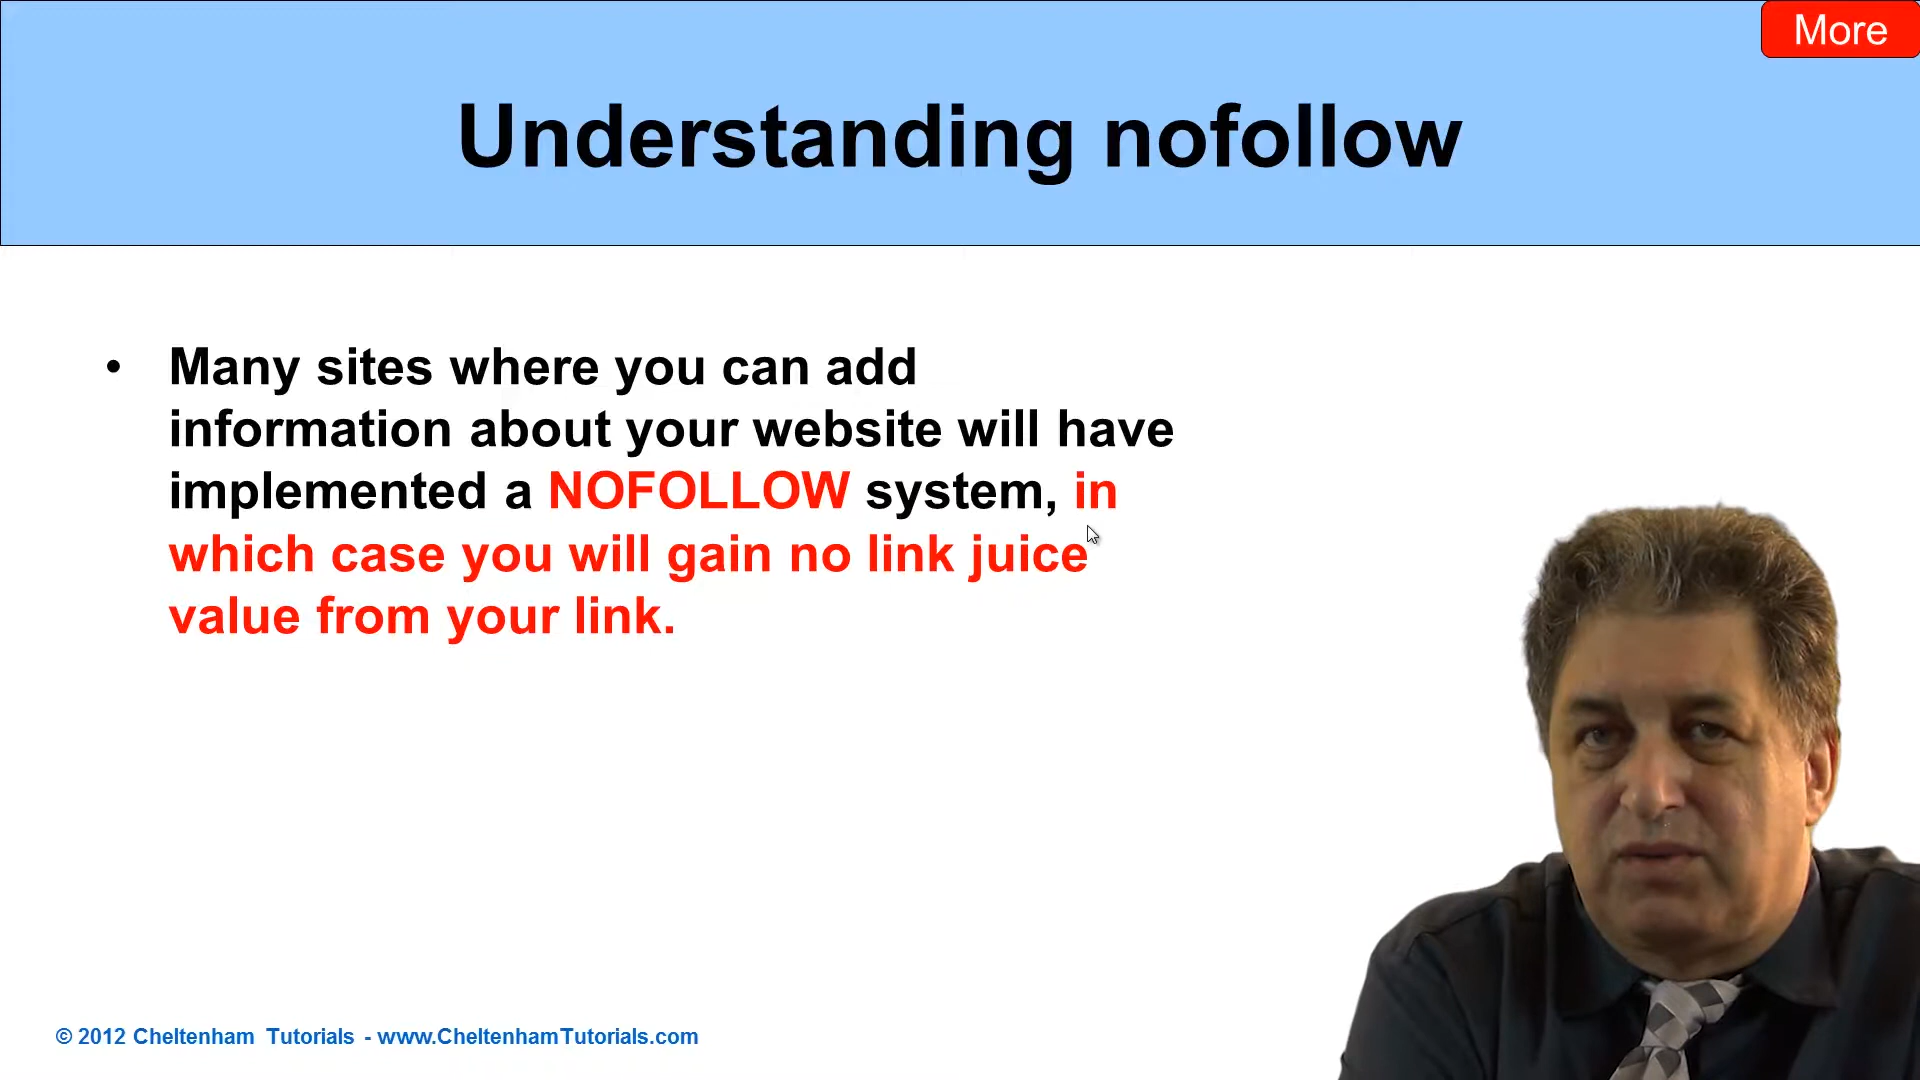 More
Understanding nofollow
• Many sites where you can add
information about your website will have
implemented a NOFOLLOW system, in
which case you will gain no link juice
value from your link.
© 2012 Cheltenham Tutorials - www.CheltenhamTutorials.com